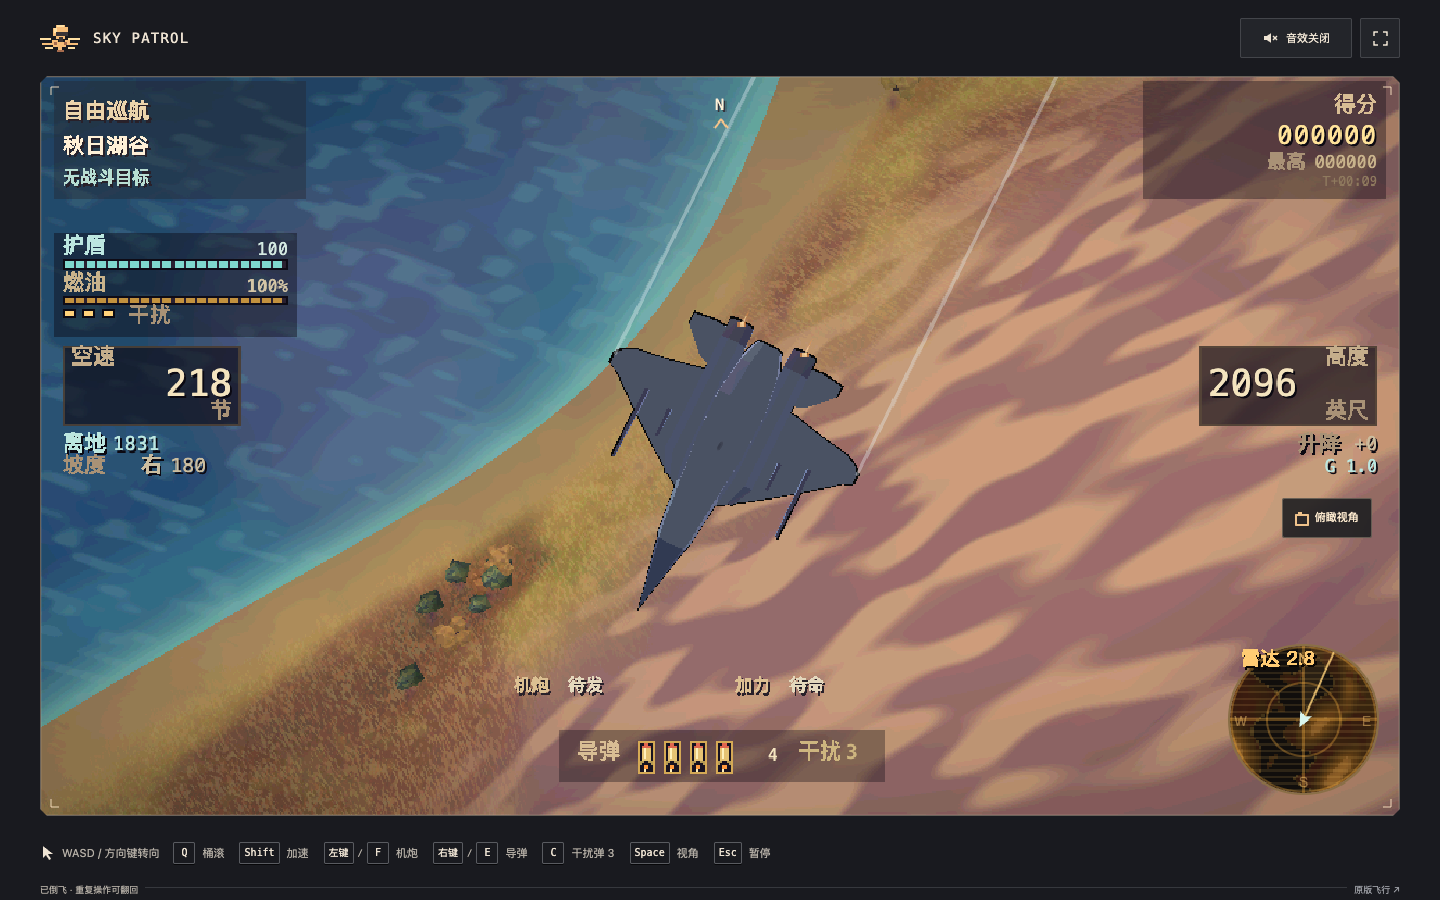 SKY PATROL
音效关闭
自由巡航
秋日湖谷
无战斗目标
N
得分
000000
最高 000000
T+00:09
护盾 100
燃油 100%
干扰
空速
218
节
离地 1831
坡度 右 180
高度
2096
英尺
升降 +0
G 1.0
俯瞰视角
雷达 2.8
W E
S
机炮 待发 加力 待命
导弹 4 干扰 3
WASD / 方向键转向 Q 桶滚 Shift 加速 左键 / F 机炮 右键 / E 导弹 C 干扰弹 3 Space 视角 Esc 暂停
已倒飞 · 重复操作可翻回
原版飞行 ↗